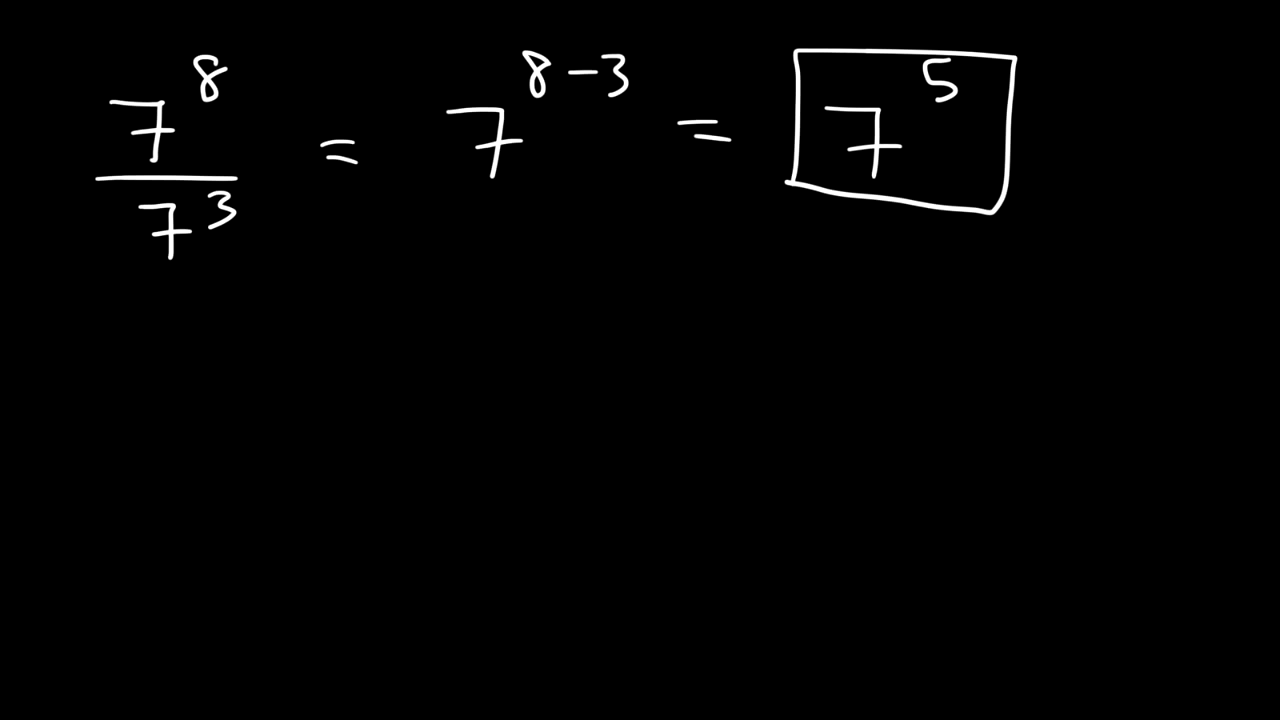 7^8 / 7^3 = 7^{8-3} = 7^5